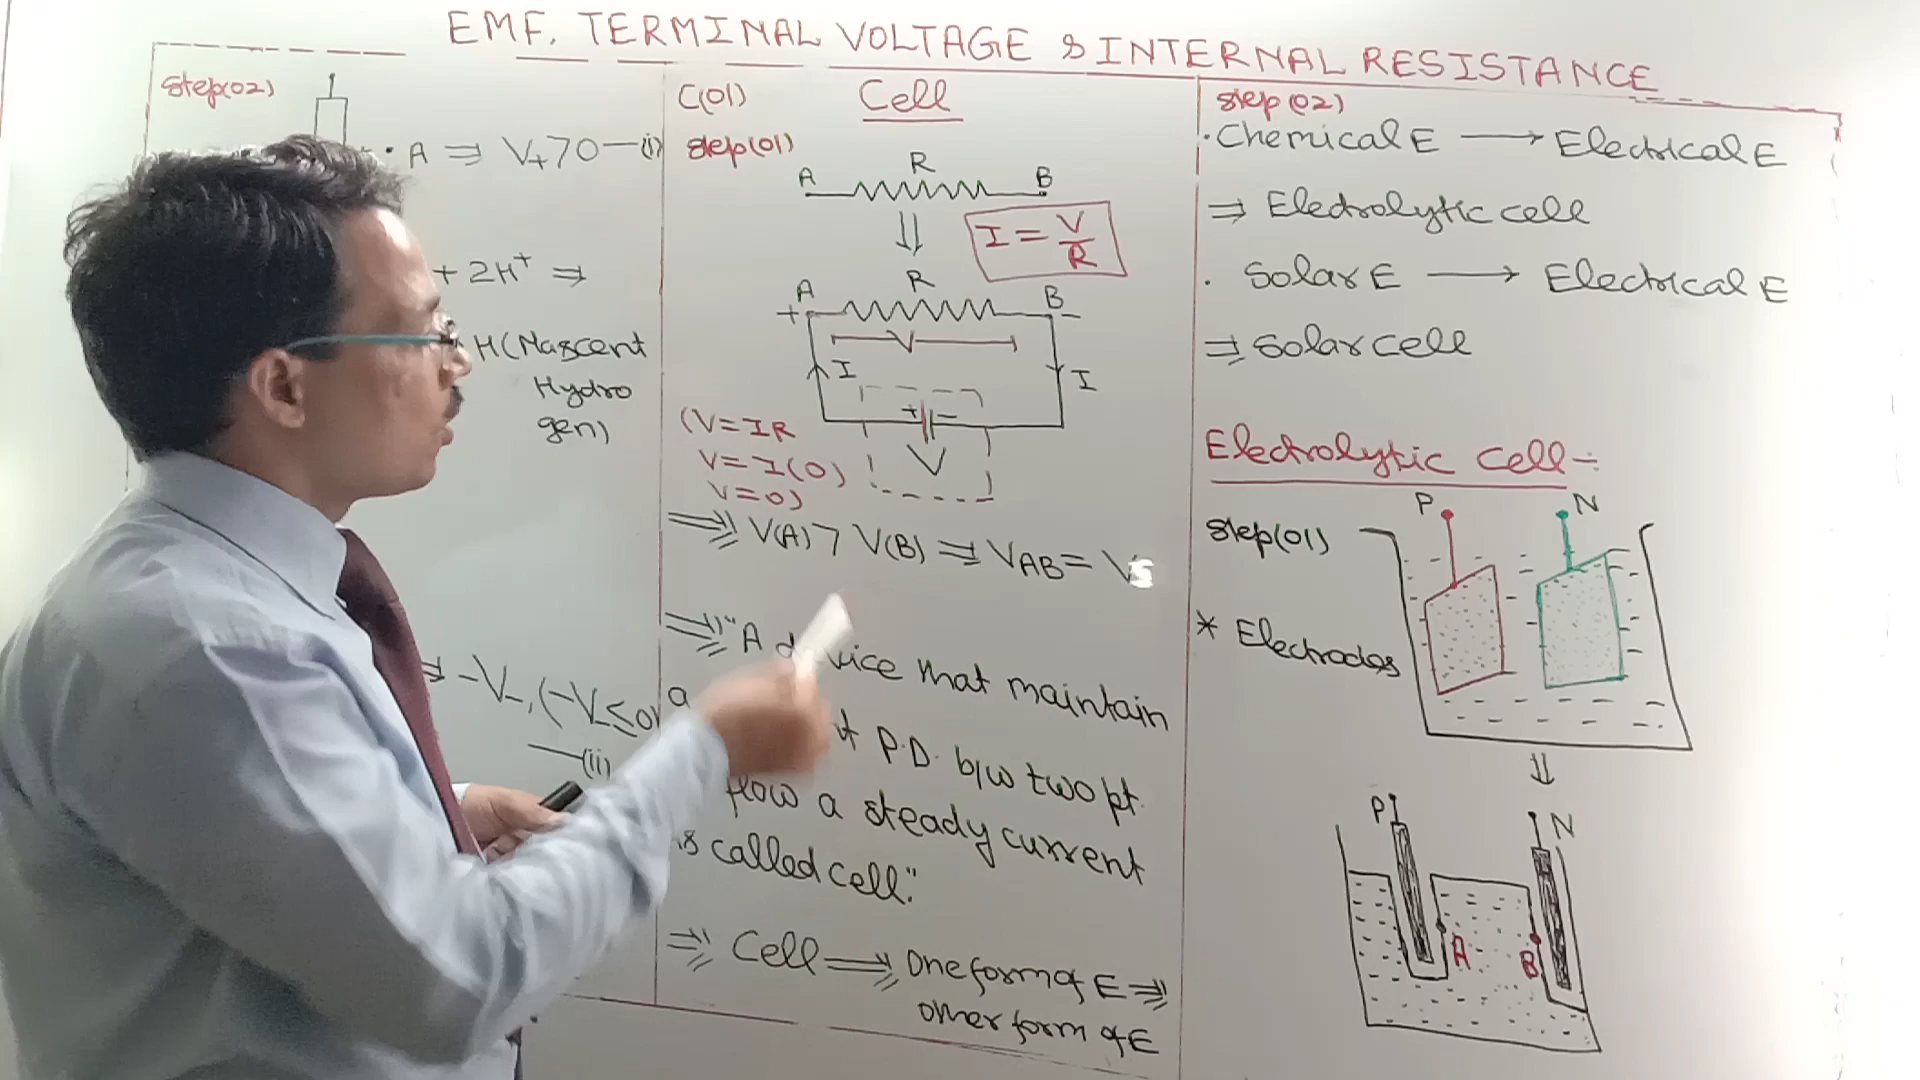 EMF, TERMINAL VOLTAGE & INTERNAL RESISTANCE
Step(02)
A ⇒ V+>0 —(i)
+ 2H⁺ ⇒
H(Nascent
Hydro
gen)
⇒ -V-, (-V-≤0)
—(ii)
C(01)
Cell
Step(01)
R
A
B
I = V/R
R
A
B
+
-
V
I
I
+
-
V
(V=IR
V=I(0)
V=0)
⇒ V(A) > V(B) ⇒ VAB = VS
⇒ "A device that maintain
a P.D. b/w two pt.
flow a steady current
is called cell."
⇒ Cell ⇒ One form of E ⇒
other form of E
Step(02)
. Chemical E → Electrical E
⇒ Electrolytic cell
. Solar E → Electrical E
⇒ Solar cell
Electrolytic Cell:-
P
N
Step(01)
* Electrodes
⇓
P
N
A
B